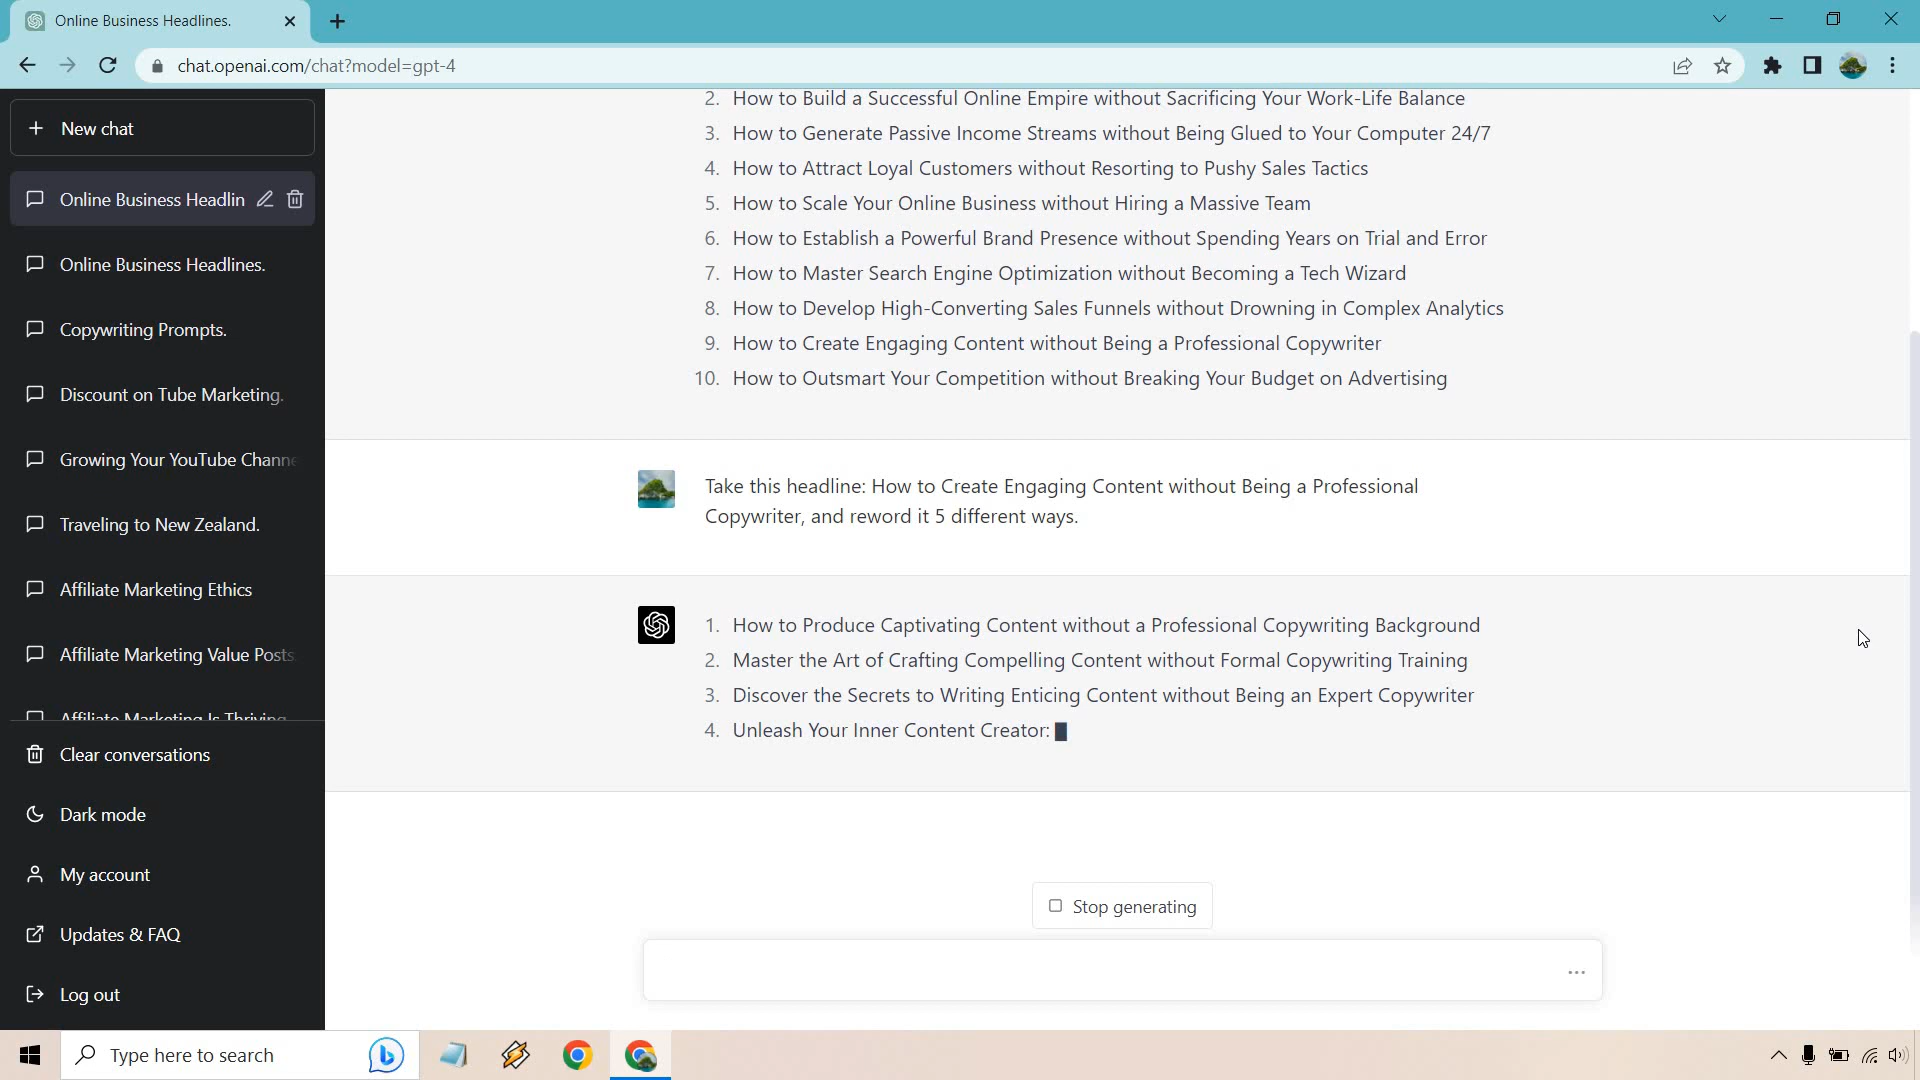 Online Business Headlines.
chat.openai.com/chat?model=gpt-4
New chat
Online Business Headlin
Online Business Headlines.
Copywriting Prompts.
Discount on Tube Marketing.
Growing Your YouTube Channe
Traveling to New Zealand.
Affiliate Marketing Ethics
Affiliate Marketing Value Posts.
Affiliate Marketing Is Thriving
Clear conversations
Dark mode
My account
Updates & FAQ
Log out
2. How to Build a Successful Online Empire without Sacrificing Your Work-Life Balance
3. How to Generate Passive Income Streams without Being Glued to Your Computer 24/7
4. How to Attract Loyal Customers without Resorting to Pushy Sales Tactics
5. How to Scale Your Online Business without Hiring a Massive Team
6. How to Establish a Powerful Brand Presence without Spending Years on Trial and Error
7. How to Master Search Engine Optimization without Becoming a Tech Wizard
8. How to Develop High-Converting Sales Funnels without Drowning in Complex Analytics
9. How to Create Engaging Content without Being a Professional Copywriter
10. How to Outsmart Your Competition without Breaking Your Budget on Advertising
Take this headline: How to Create Engaging Content without Being a Professional
Copywriter, and reword it 5 different ways.
1. How to Produce Captivating Content without a Professional Copywriting Background
2. Master the Art of Crafting Compelling Content without Formal Copywriting Training
3. Discover the Secrets to Writing Enticing Content without Being an Expert Copywriter
4. Unleash Your Inner Content Creator:
Stop generating
Type here to search